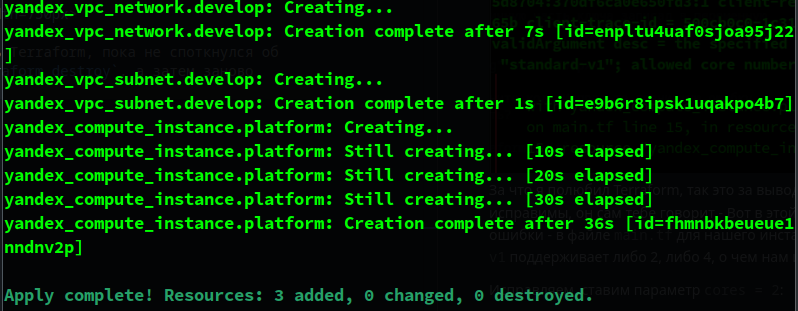 yandex_vpc_network.develop: Creating...
yandex_vpc_network.develop: Creation complete after 7s [id=enpltu4uaf0sjoa95j22
]
yandex_vpc_subnet.develop: Creating...
yandex_vpc_subnet.develop: Creation complete after 1s [id=e9b6r8ipsk1uqakpo4b7]
yandex_compute_instance.platform: Creating...
yandex_compute_instance.platform: Still creating... [10s elapsed]
yandex_compute_instance.platform: Still creating... [20s elapsed]
yandex_compute_instance.platform: Still creating... [30s elapsed]
yandex_compute_instance.platform: Creation complete after 36s [id=fhmnbkbeueue1
nndnv2p]
Apply complete! Resources: 3 added, 0 changed, 0 destroyed.